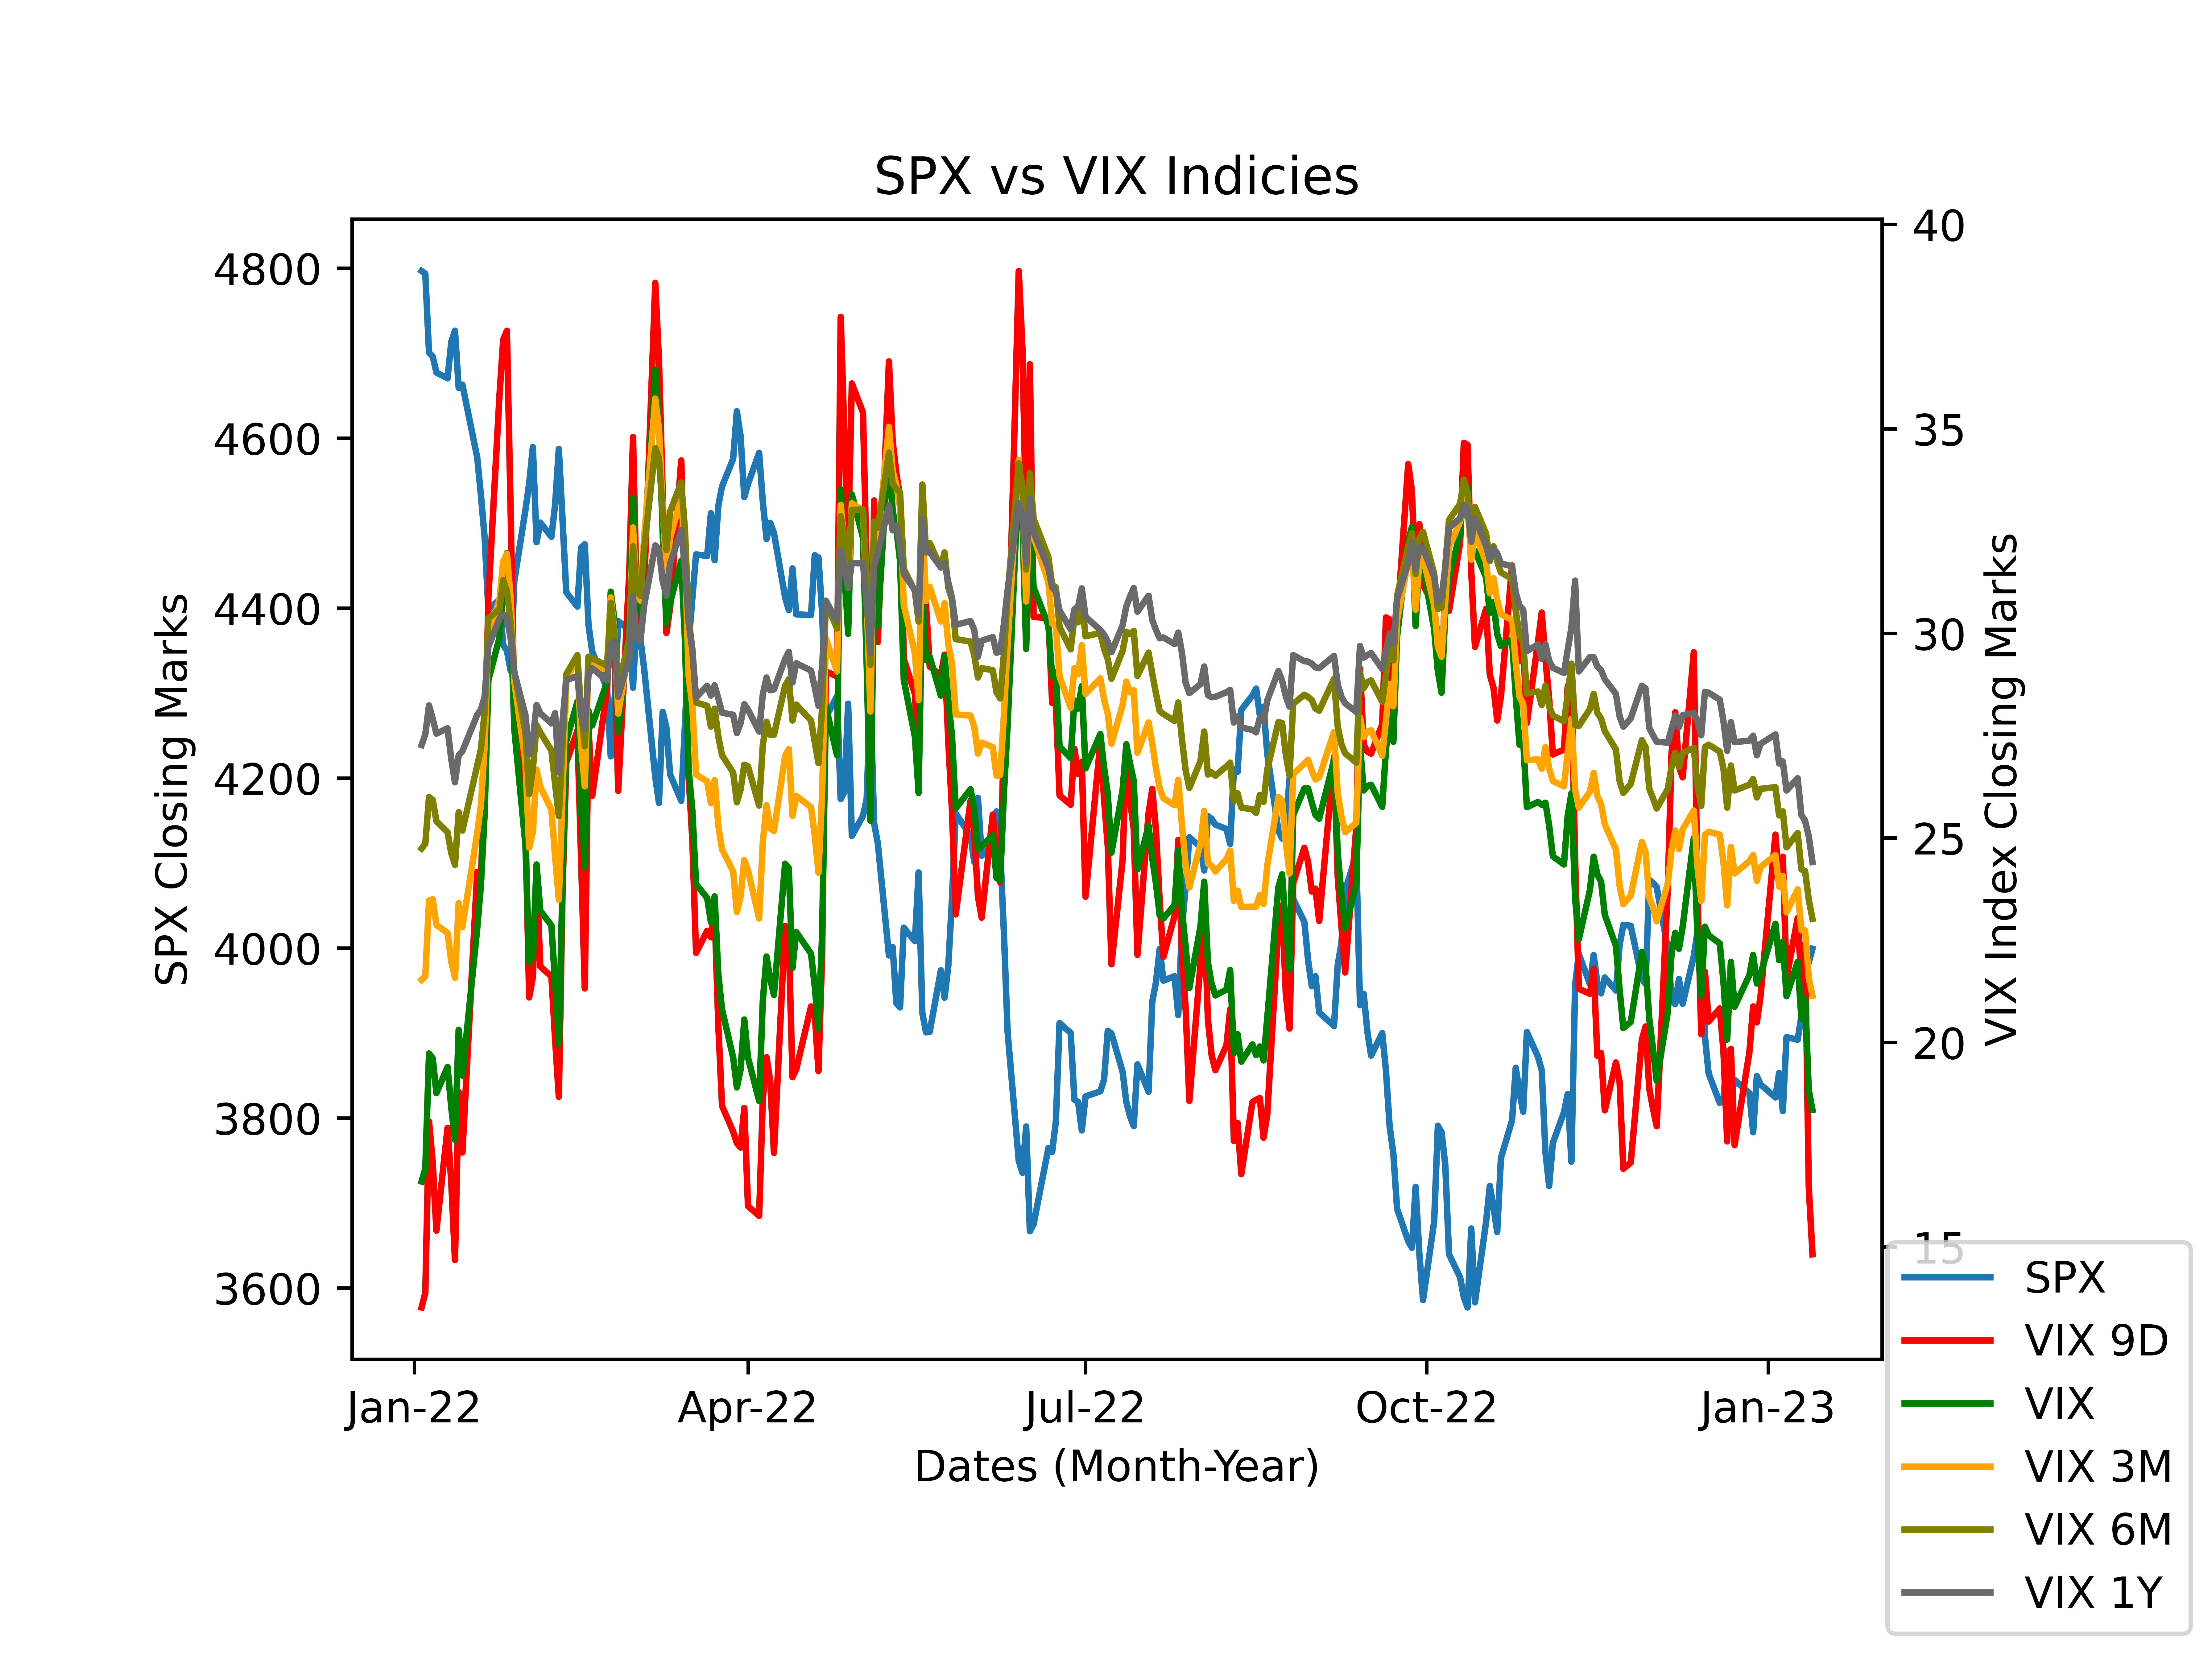 SPX vs VIX Indicies
SPX Closing Marks
4800
4600
4400
4200
4000
3800
3600
40
35
30
25
20
15
VIX Index Closing Marks
Jan-22
Apr-22
Jul-22
Oct-22
Jan-23
Dates (Month-Year)
SPX
VIX 9D
VIX
VIX 3M
VIX 6M
VIX 1Y